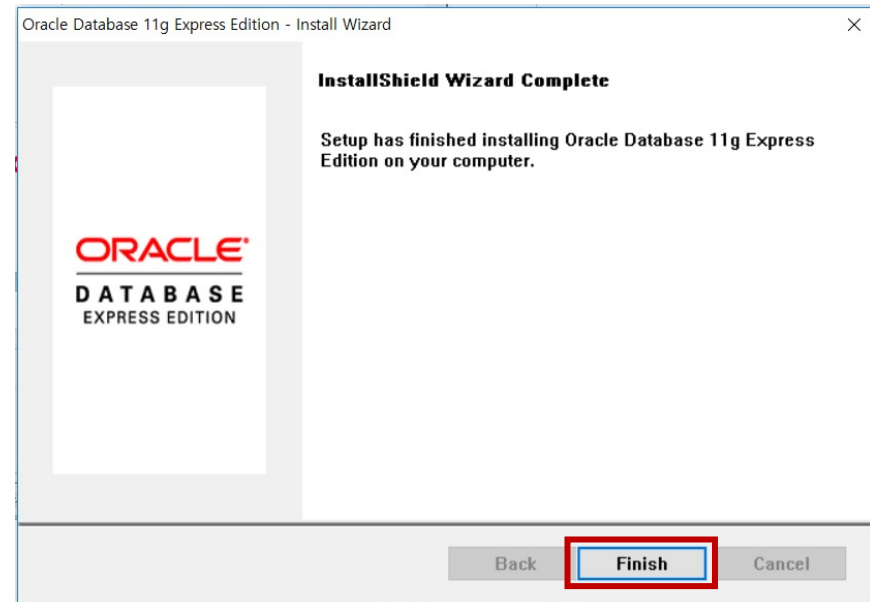 Oracle Database 11g Express Edition - Install Wizard
InstallShield Wizard Complete
Setup has finished installing Oracle Database 11g Express
Edition on your computer.
ORACLE
DATABASE
EXPRESS EDITION
Back
Finish
Cancel